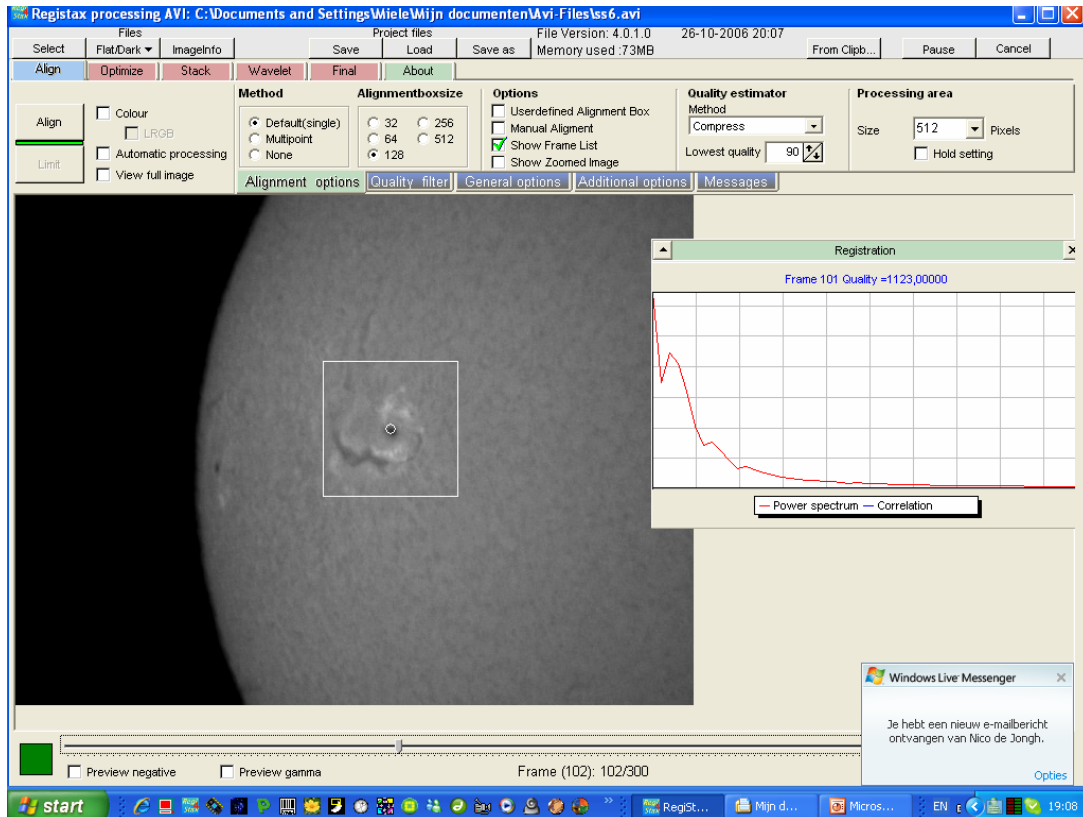 Registax processing AVI: C:\Documents and Settings\Miele\Mijn documenten\Avi-Files\ss6.avi
Files Project files File Version: 4.0.1.0 26-10-2006 20:07
Select Flat/Dark ImageInfo Save Load Save as Memory used :73MB From Clipb... Pause Cancel
Align Optimize Stack Wavelet Final About
Method Alignmentboxsize Options Quality estimator Processing area
Align
Limit
Colour
LRGB
Automatic processing
View full image
Default(single)
Multipoint
None
32 256
64 512
128
Userdefined Alignment Box
Manual Aligment
Show Frame List
Show Zoomed Image
Method
Compress
Lowest quality 90
Size 512 Pixels
Hold setting
Alignment options Quality filter General options Additional options Messages
Registration
Frame 101 Quality =1123,00000
Power spectrum Correlation
Windows Live Messenger
Je hebt een nieuw e-mailbericht
ontvangen van Nico de Jongh.
Opties
Preview negative Preview gamma Frame (102): 102/300
start RegiSt... Mijn d... Micros... EN 19:08